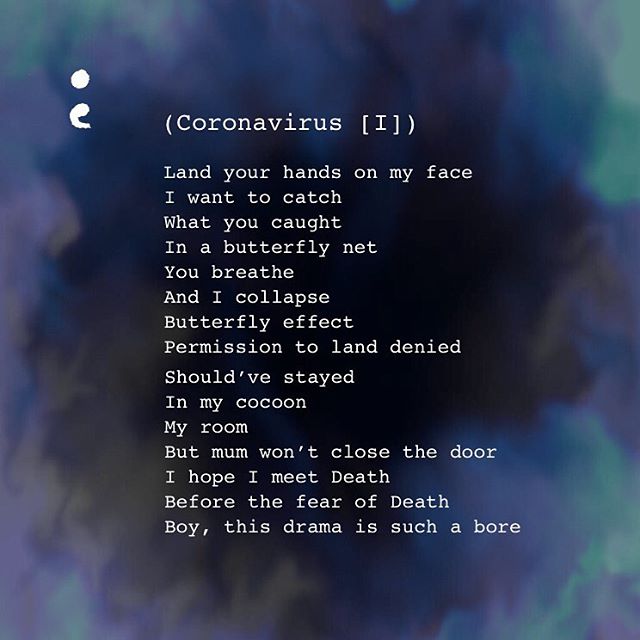 (Coronavirus [I])
Land your hands on my face
I want to catch
What you caught
In a butterfly net
You breathe
And I collapse
Butterfly effect
Permission to land denied
Should’ve stayed
In my cocoon
My room
But mum won’t close the door
I hope I meet Death
Before the fear of Death
Boy, this drama is such a bore